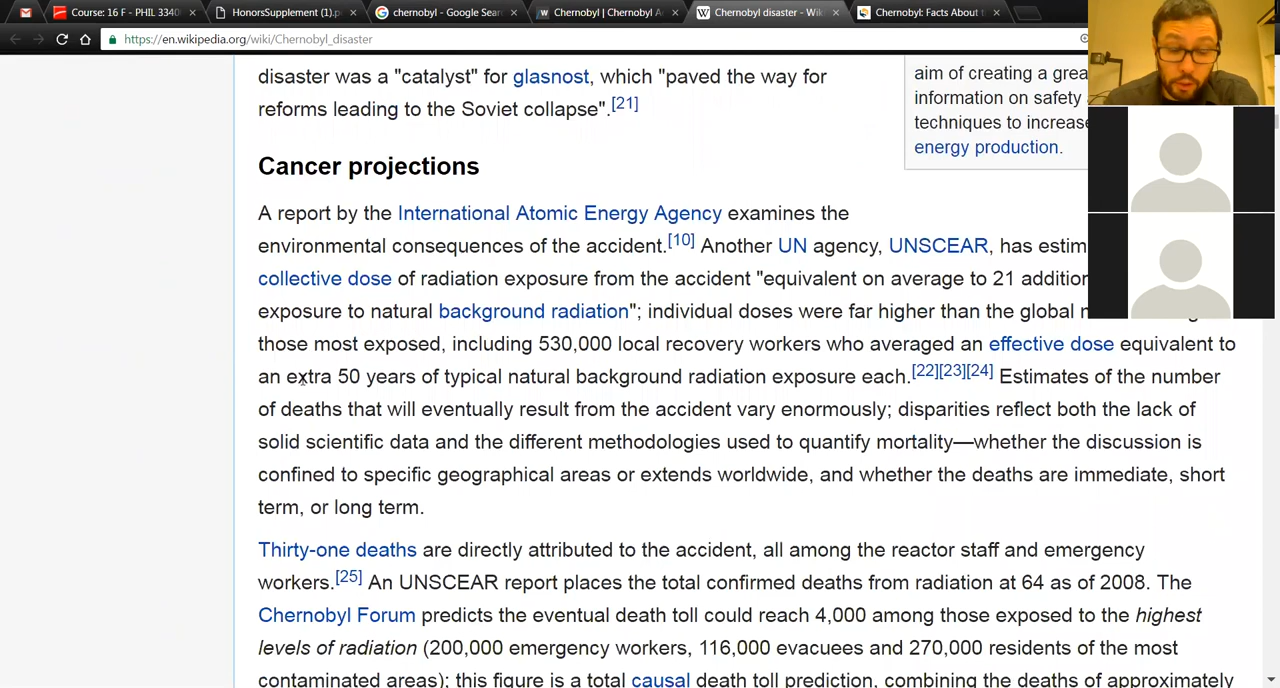 Course: 16 F - PHIL 3340
HonorsSupplement (1).p
chernobyl - Google Sear
Chernobyl | Chernobyl A
Chernobyl disaster - Wik
Chernobyl: Facts About t
https://en.wikipedia.org/wiki/Chernobyl_disaster
disaster was a "catalyst" for glasnost, which "paved the way for
reforms leading to the Soviet collapse".[21]
aim of creating a grea
information on safety
techniques to increase
energy production.
Cancer projections
A report by the International Atomic Energy Agency examines the
environmental consequences of the accident.[10] Another UN agency, UNSCEAR, has estim
collective dose of radiation exposure from the accident "equivalent on average to 21 addition
exposure to natural background radiation"; individual doses were far higher than the global
those most exposed, including 530,000 local recovery workers who averaged an effective dose equivalent to
an extra 50 years of typical natural background radiation exposure each.[22][23][24] Estimates of the number
of deaths that will eventually result from the accident vary enormously; disparities reflect both the lack of
solid scientific data and the different methodologies used to quantify mortality—whether the discussion is
confined to specific geographical areas or extends worldwide, and whether the deaths are immediate, short
term, or long term.
Thirty-one deaths are directly attributed to the accident, all among the reactor staff and emergency
workers.[25] An UNSCEAR report places the total confirmed deaths from radiation at 64 as of 2008. The
Chernobyl Forum predicts the eventual death toll could reach 4,000 among those exposed to the highest
levels of radiation (200,000 emergency workers, 116,000 evacuees and 270,000 residents of the most
contaminated areas); this figure is a total causal death toll prediction, combining the deaths of approximately